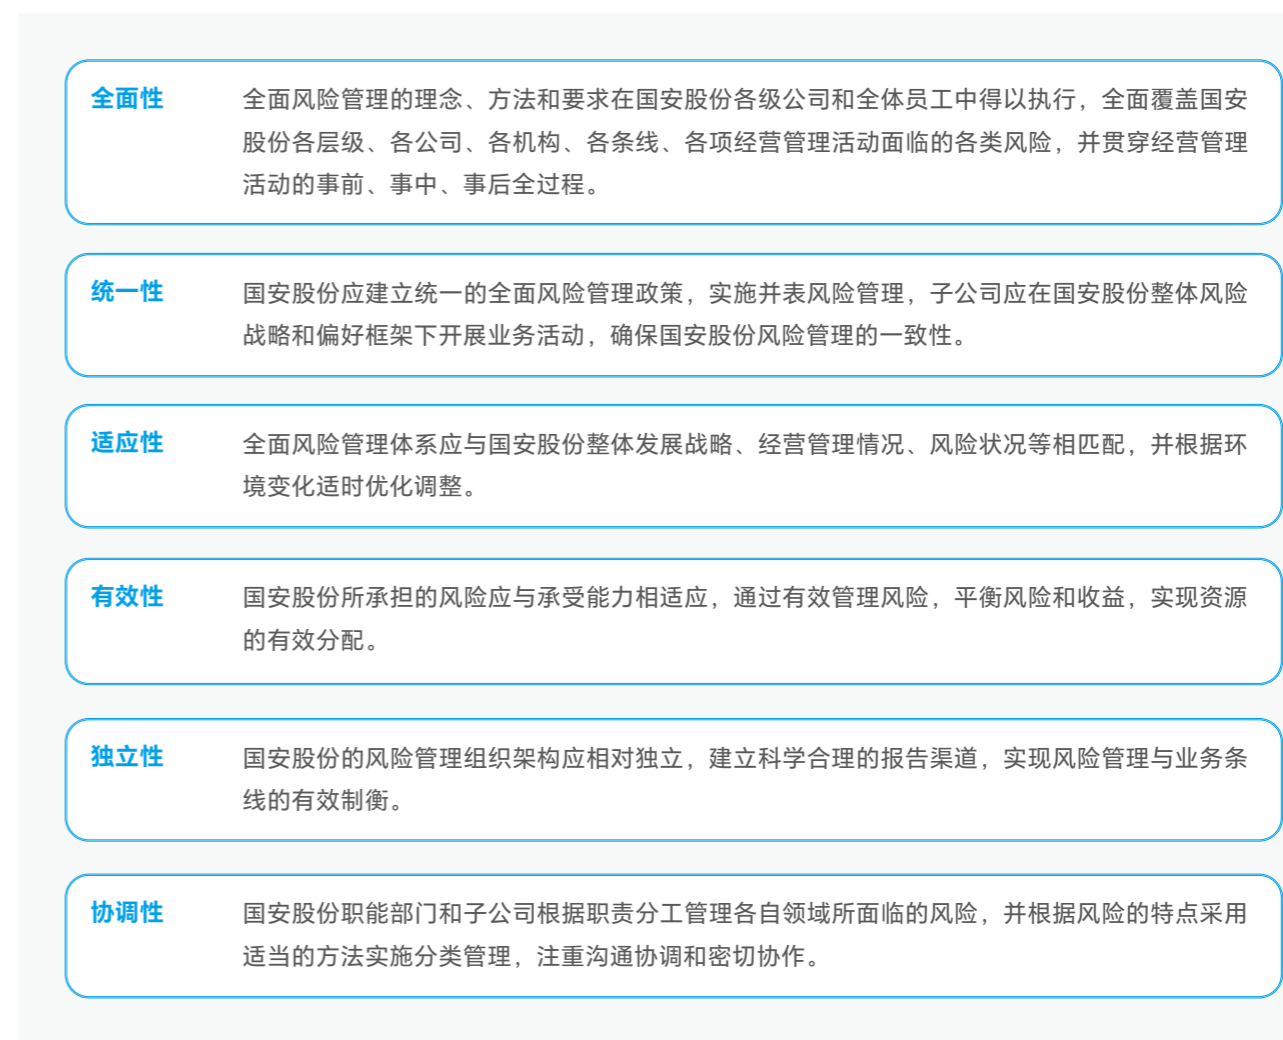 全面性
全面风险管理的理念、方法和要求在国安股份各级公司和全体员工中得以执行，全面覆盖国安
股份各层级、各公司、各机构、各条线、各项经营管理活动面临的各类风险，并贯穿经营管理
活动的事前、事中、事后全过程。
统一性
国安股份应建立统一的全面风险管理政策，实施并表风险管理，子公司应在国安股份整体风险
战略和偏好框架下开展业务活动，确保国安股份风险管理的一致性。
适应性
全面风险管理体系应与国安股份整体发展战略、经营管理情况、风险状况等相匹配，并根据环
境变化适时优化调整。
有效性
国安股份所承担的风险应与承受能力相适应，通过有效管理风险，平衡风险和收益，实现资源
的有效分配。
独立性
国安股份的风险管理组织架构应相对独立，建立科学合理的报告渠道，实现风险管理与业务条
线的有效制衡。
协调性
国安股份职能部门和子公司根据职责分工管理各自领域所面临的风险，并根据风险的特点采用
适当的方法实施分类管理，注重沟通协调和密切协作。